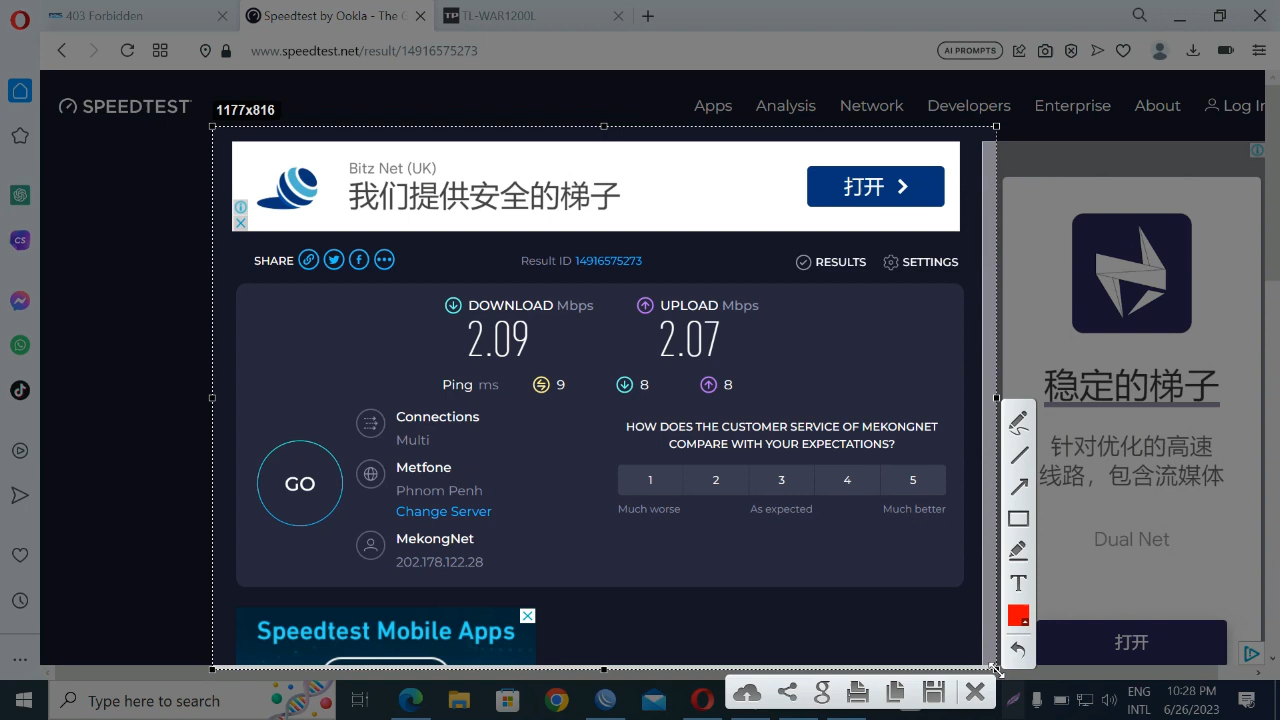 403 Forbidden
Speedtest by Ookla - The G
TP TL-WAR1200L
www.speedtest.net/result/14916575273
AI PROMPTS
SPEEDTEST
Apps Analysis Network Developers Enterprise About Log In
1177x816
Bitz Net (UK)
我们提供安全的梯子
打开
SHARE
Result ID 14916575273
RESULTS SETTINGS
DOWNLOAD Mbps
2.09
UPLOAD Mbps
2.07
Ping ms 9 8 8
Connections
Multi
Metfone
Phnom Penh
Change Server
MekongNet
202.178.122.28
GO
HOW DOES THE CUSTOMER SERVICE OF MEKONGNET
COMPARE WITH YOUR EXPECTATIONS?
1 2 3 4 5
Much worse As expected Much better
Speedtest Mobile Apps
稳定的梯子
针对优化的高速
线路，包含流媒体
Dual Net
打开
CS
T
g
Type here to search
ENG
INTL
10:28 PM
6/26/2023